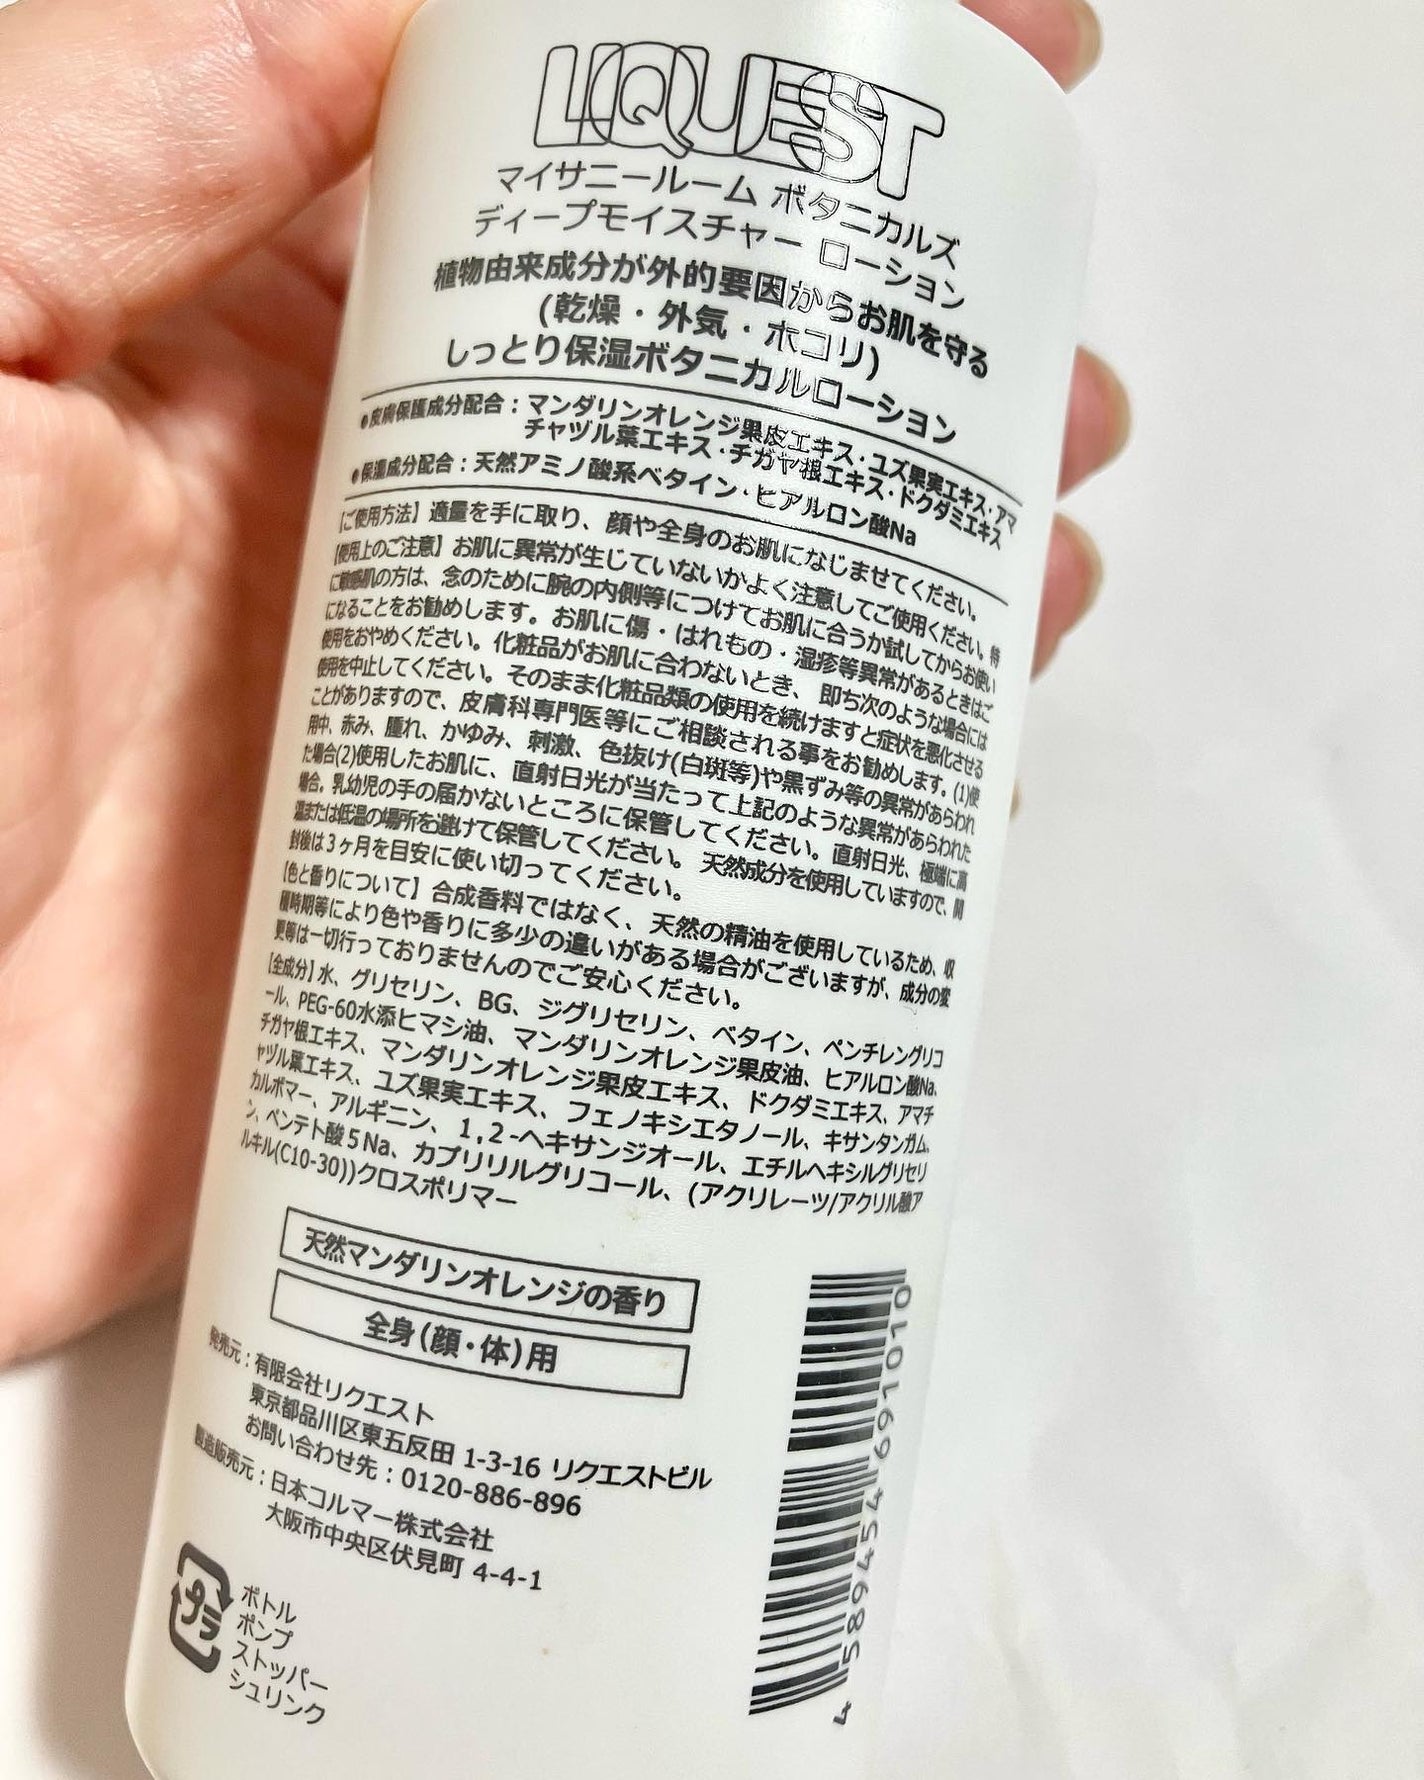 LIQUEST
マイサニールーム ボタニカルズ
ディープモイスチャー ローション
植物由来成分が外的要因からお肌を守る
(乾燥・外気・ホコリ)
しっとり保湿ボタニカルローション
●皮膚保護成分配合：マンダリンオレンジ果皮エキス・ユズ果実エキス・アマ
チャヅル葉エキス・チガヤ根エキス・ドクダミエキス
●保湿成分配合：天然アミノ酸系ベタイン・ヒアルロン酸Na
【ご使用方法】適量を手に取り、顔や全身のお肌になじませてください。
【使用上のご注意】お肌に異常が生じていないかよく注意してご使用ください。特
に敏感肌の方は、念のために腕の内側等につけてお肌に合うか試してからお使い
になることをお勧めします。お肌に傷・はれもの・湿疹等異常があるときはご
使用をおやめください。化粧品がお肌に合わないとき、即ち次のような場合には
使用を中止してください。そのまま化粧品類の使用を続けますと症状を悪化させる
ことがありますので、皮膚科専門医等にご相談される事をお勧めします。(1)使
用中、赤み、腫れ、かゆみ、刺激、色抜け(白斑等)や黒ずみ等の異常があらわれ
た場合(2)使用したお肌に、直射日光が当たって上記のような異常があらわれた
場合。乳幼児の手の届かないところに保管してください。直射日光、極端に高
温または低温の場所を避けて保管してください。天然成分を使用していますので、開
封後は3ヶ月を目安に使い切ってください。
【色と香りについて】合成香料ではなく、天然の精油を使用しているため、収
穫時期等により色や香りに多少の違いがある場合がございますが、成分の変
更等は一切行っておりませんのでご安心ください。
【全成分】水、グリセリン、BG、ジグリセリン、ベタイン、ペンチレングリコ
ール、PEG-60水添ヒマシ油、マンダリンオレンジ果皮油、ヒアルロン酸Na、
チガヤ根エキス、マンダリンオレンジ果皮エキス、ドクダミエキス、アマチ
ャヅル葉エキス、ユズ果実エキス、フェノキシエタノール、キサンタンガム、
カルボマー、アルギニン、1,2-ヘキサンジオール、エチルヘキシルグリセリ
ン、ペンテト酸5Na、カプリリルグリコール、(アクリレーツ/アクリル酸ア
ルキル(C10-30))クロスポリマー
天然マンダリンオレンジの香り
全身(顔・体)用
発売元：有限会社リクエスト
東京都品川区東五反田 1-3-16 リクエストビル
お問い合わせ先：0120-886-896
製造販売元：日本コルマー株式会社
大阪市中央区伏見町 4-4-1
プラ
ボトル
ポンプ
ストッパー
シュリンク
4 589454 691010